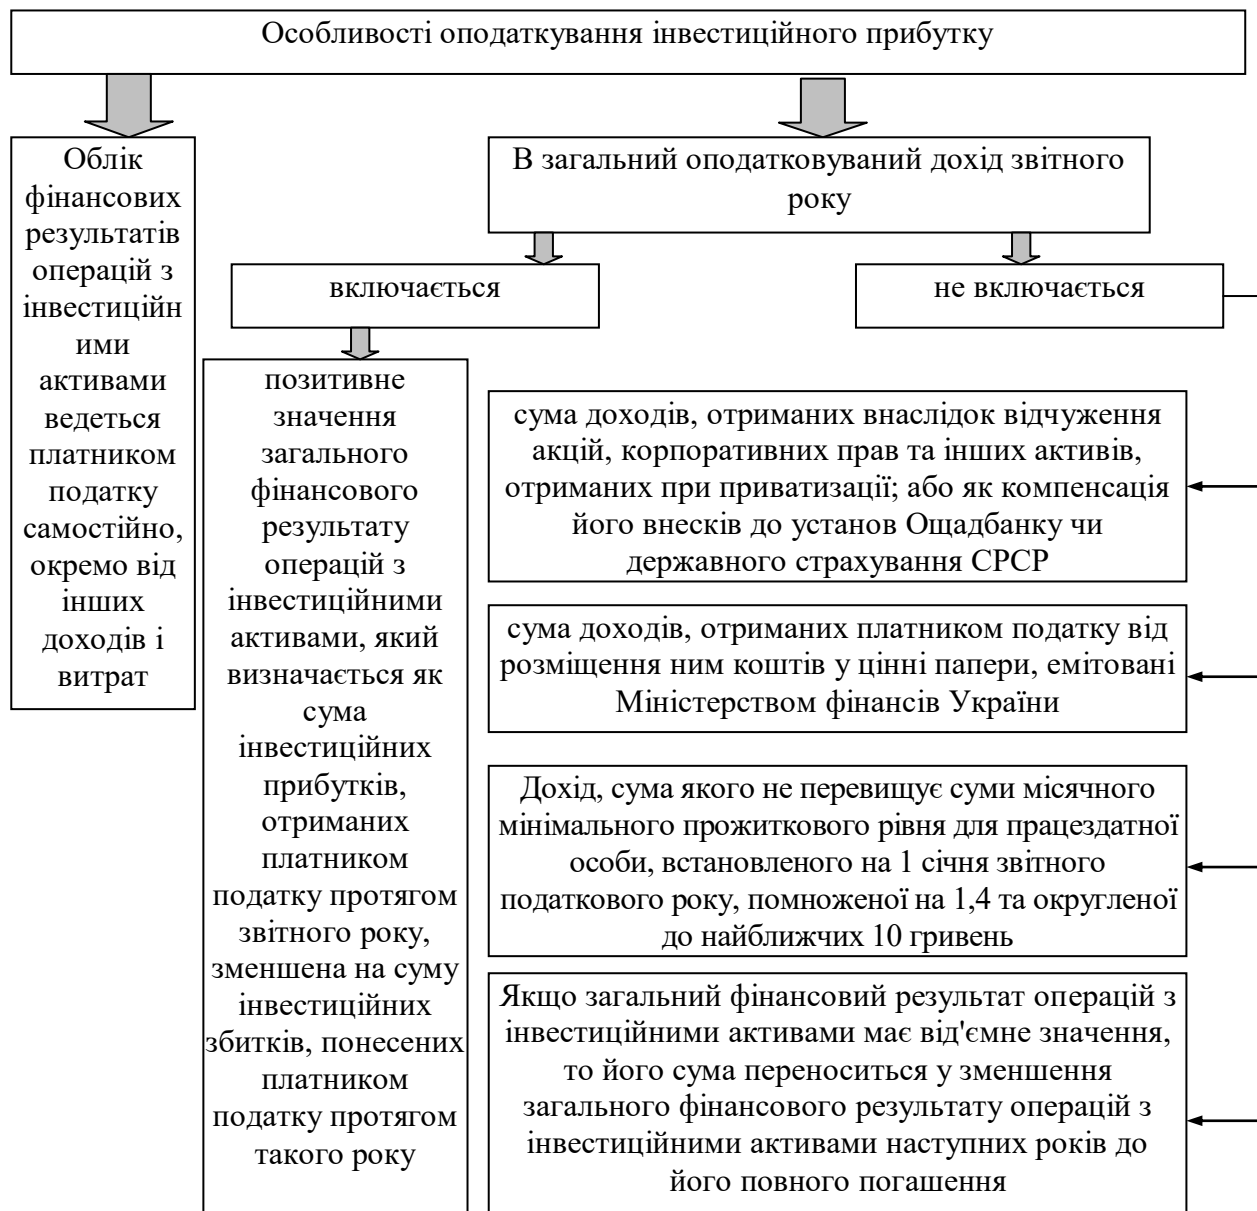 Особливості оподаткування інвестиційного прибутку
Облік
фінансових
результатів
операцій з
інвестиційн
ими
активами
ведеться
платником
податку
самостійно,
окремо від
інших
доходів і
витрат
В загальний оподатковуваний дохід звітного
року
включається
не включається
позитивне
значення
загального
фінансового
результату
операцій з
інвестиційними
активами, який
визначається як
сума
інвестиційних
прибутків,
отриманих
платником
податку протягом
звітного року,
зменшена на суму
інвестиційних
збитків, понесених
платником
податку протягом
такого року
сума доходів, отриманих внаслідок відчуження
акцій, корпоративних прав та інших активів,
отриманих при приватизації; або як компенсація
його внесків до установ Ощадбанку чи
державного страхування СРСР
сума доходів, отриманих платником податку від
розміщення ним коштів у цінні папери, емітовані
Міністерством фінансів України
Дохід, сума якого не перевищує суми місячного
мінімального прожиткового рівня для працездатної
особи, встановленого на 1 січня звітного
податкового року, помноженої на 1,4 та округленої
до найближчих 10 гривень
Якщо загальний фінансовий результат операцій з
інвестиційними активами має від'ємне значення,
то його сума переноситься у зменшення
загального фінансового результату операцій з
інвестиційними активами наступних років до
його повного погашення